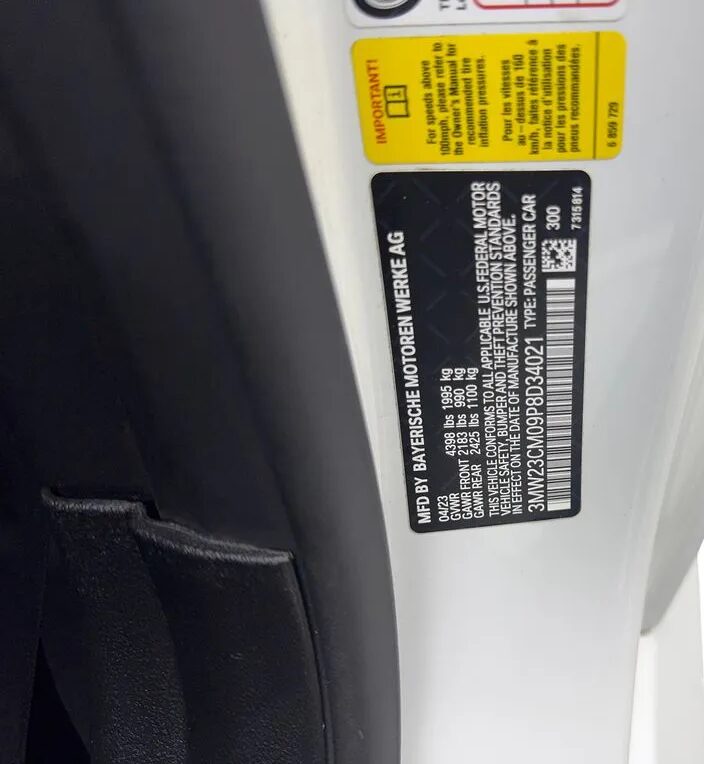 IMPORTANT!
For speeds above
100mph, please refer to
the Owner's Manual for
recommended tire
inflation pressures.
Pour les vitesses
au-dessus de 160
km/h, faites référence à
la notice d'utilisation
pour les pressions des
pneus recommandées.
6 859 729
MFD BY BAYERISCHE MOTOREN WERKE AG
04/23
GVWR 4398 lbs 1995 kg
GAWR FRONT 2183 lbs 990 kg
GAWR REAR 2425 lbs 1100 kg
THIS VEHICLE CONFORMS TO ALL APPLICABLE U.S.FEDERAL MOTOR
VEHICLE SAFETY, BUMPER AND THEFT PREVENTION STANDARDS
IN EFFECT ON THE DATE OF MANUFACTURE SHOWN ABOVE.
3MW23CM09P8D34021 TYPE: PASSENGER CAR
300
7315814